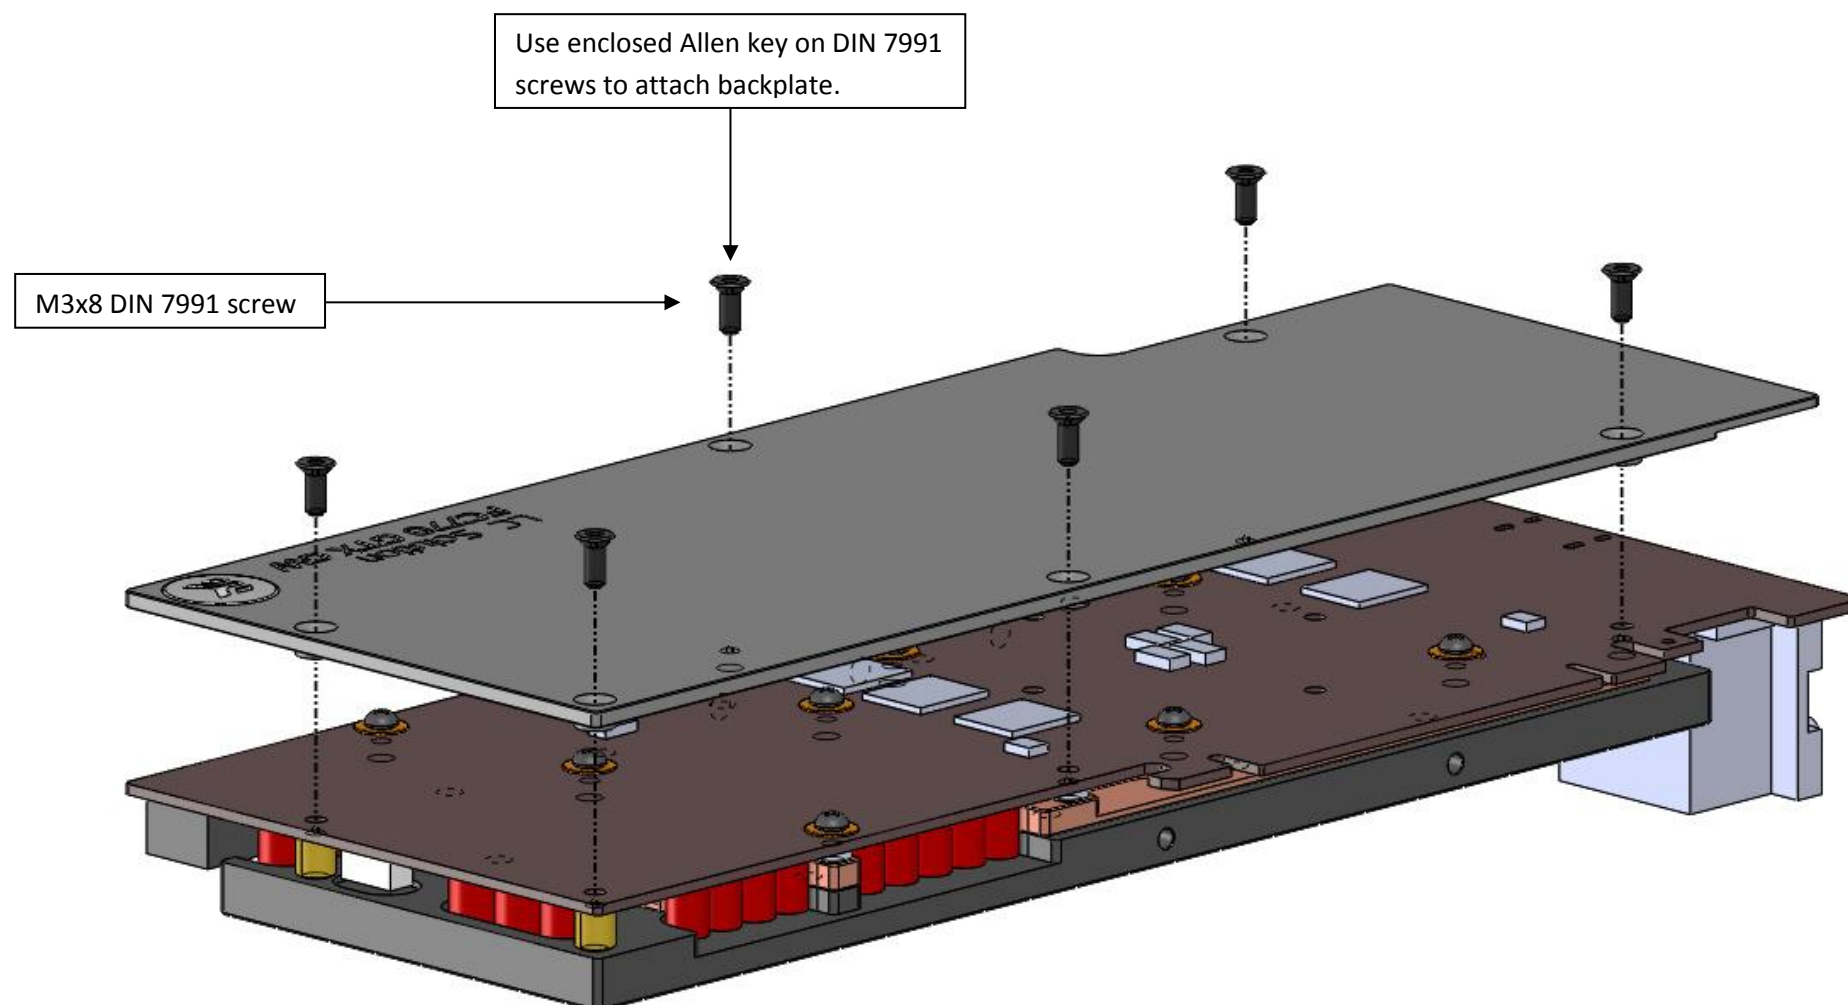 Use enclosed Allen key on DIN 7991
screws to attach backplate.
M3x8 DIN 7991 screw